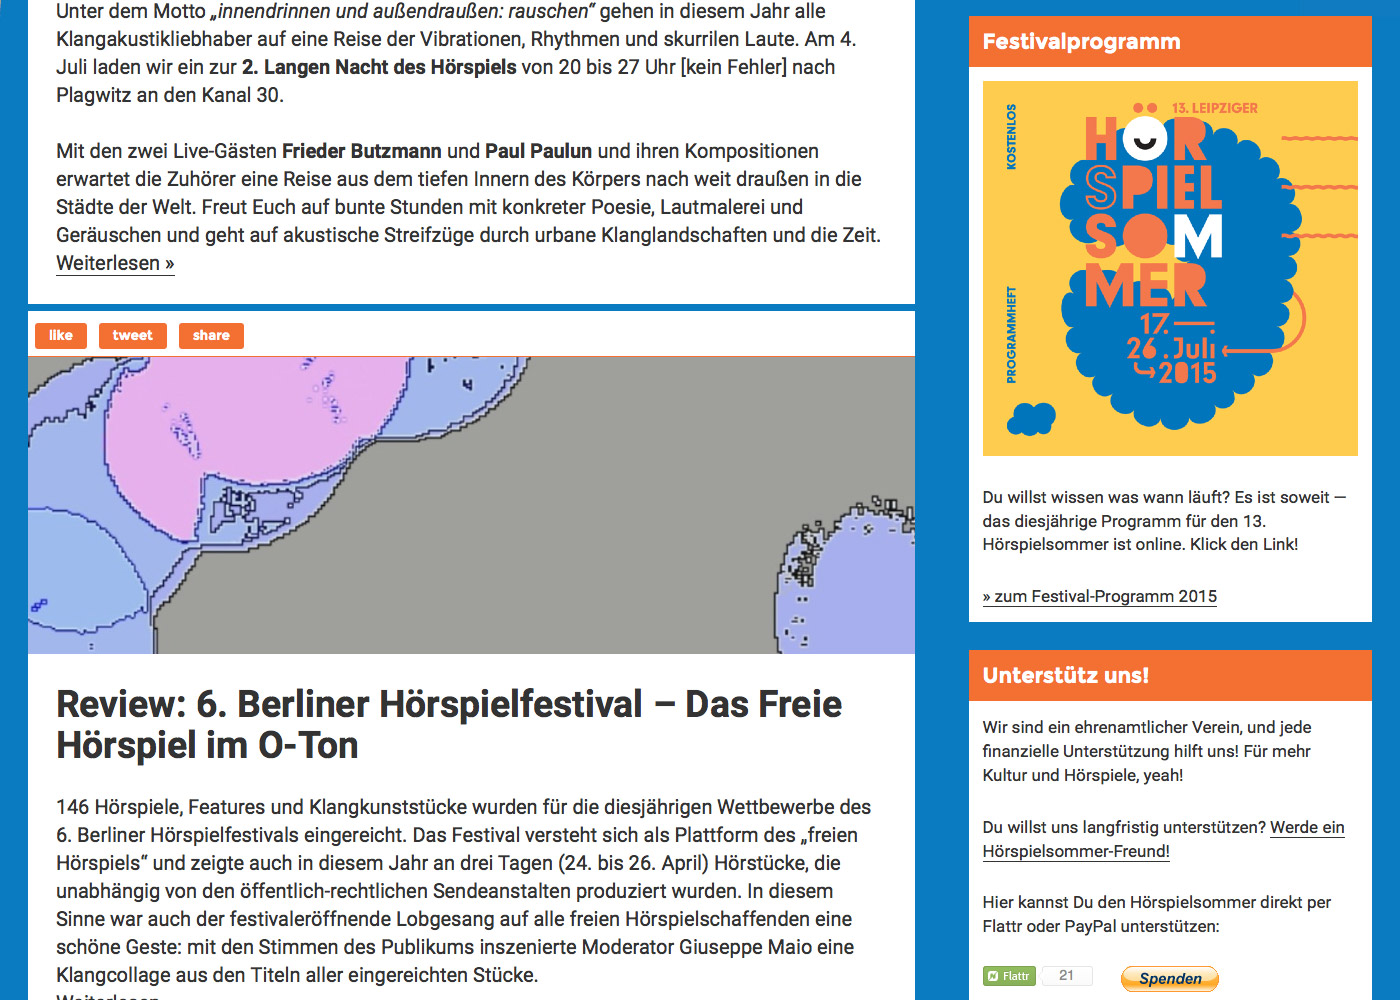 Unter dem Motto „innendrinnen und außendraußen: rauschen“ gehen in diesem Jahr alle
Klangakustikliebhaber auf eine Reise der Vibrationen, Rhythmen und skurrilen Laute. Am 4.
Juli laden wir ein zur 2. Langen Nacht des Hörspiels von 20 bis 27 Uhr [kein Fehler] nach
Plagwitz an den Kanal 30.
Mit den zwei Live-Gästen Frieder Butzmann und Paul Paulun und ihren Kompositionen
erwartet die Zuhörer eine Reise aus dem tiefen Innern des Körpers nach weit draußen in die
Städte der Welt. Freut Euch auf bunte Stunden mit konkreter Poesie, Lautmalerei und
Geräuschen und geht auf akustische Streifzüge durch urbane Klanglandschaften und die Zeit.
Weiterlesen »
like tweet share
Review: 6. Berliner Hörspielfestival – Das Freie
Hörspiel im O-Ton
146 Hörspiele, Features und Klangkunststücke wurden für die diesjährigen Wettbewerbe des
6. Berliner Hörspielfestivals eingereicht. Das Festival versteht sich als Plattform des „freien
Hörspiels“ und zeigte auch in diesem Jahr an drei Tagen (24. bis 26. April) Hörstücke, die
unabhängig von den öffentlich-rechtlichen Sendeanstalten produziert wurden. In diesem
Sinne war auch der festivaleröffnende Lobgesang auf alle freien Hörspielschaffenden eine
schöne Geste: mit den Stimmen des Publikums inszenierte Moderator Giuseppe Maio eine
Klangcollage aus den Titeln aller eingereichten Stücke.
Weiterlesen
Festivalprogramm
KOSTENLOS
PROGRAMMHEFT
13. LEIPZIGER
HÖR
SPIEL
SOM
MER
17.—.
26.Juli
2015
Du willst wissen was wann läuft? Es ist soweit —
das diesjährige Programm für den 13.
Hörspielsommer ist online. Klick den Link!
» zum Festival-Programm 2015
Unterstütz uns!
Wir sind ein ehrenamtlicher Verein, und jede
finanzielle Unterstützung hilft uns! Für mehr
Kultur und Hörspiele, yeah!
Du willst uns langfristig unterstützen? Werde ein
Hörspielsommer-Freund!
Hier kannst Du den Hörspielsommer direkt per
Flattr oder PayPal unterstützen:
Flattr 21 Spenden